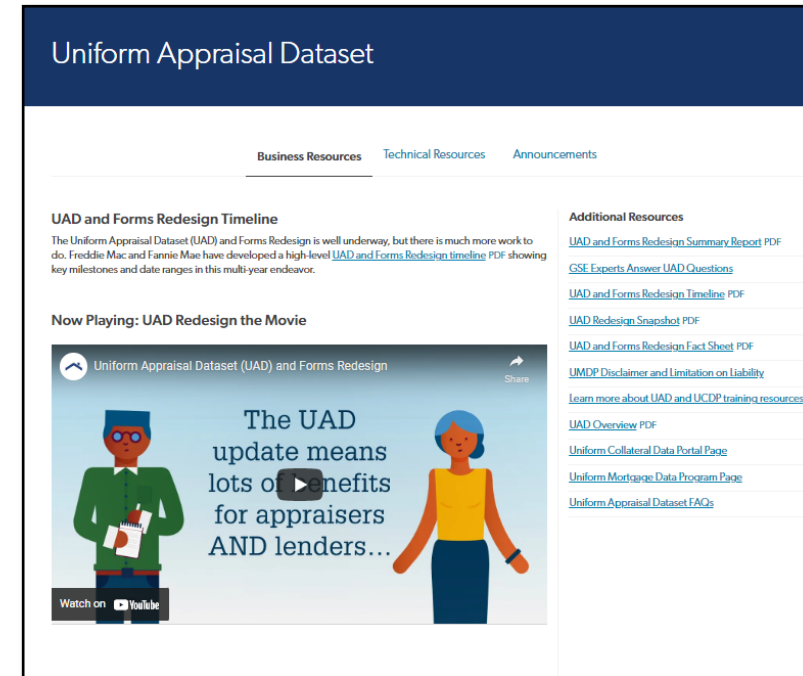 Uniform Appraisal Dataset
Business Resources Technical Resources Announcements
UAD and Forms Redesign Timeline
The Uniform Appraisal Dataset (UAD) and Forms Redesign is well underway, but there is much more work to
do. Freddie Mac and Fannie Mae have developed a high-level UAD and Forms Redesign timeline PDF showing
key milestones and date ranges in this multi-year endeavor.
Now Playing: UAD Redesign the Movie
Uniform Appraisal Dataset (UAD) and Forms Redesign
Share
The UAD
update means
lots of benefits
for appraisers
AND lenders...
Watch on YouTube
Additional Resources
UAD and Forms Redesign Summary Report PDF
GSE Experts Answer UAD Questions
UAD and Forms Redesign Timeline PDF
UAD Redesign Snapshot PDF
UAD and Forms Redesign Fact Sheet PDF
UMDP Disclaimer and Limitation on Liability
Learn more about UAD and UCDP training resources
UAD Overview PDF
Uniform Collateral Data Portal Page
Uniform Mortgage Data Program Page
Uniform Appraisal Dataset FAQs